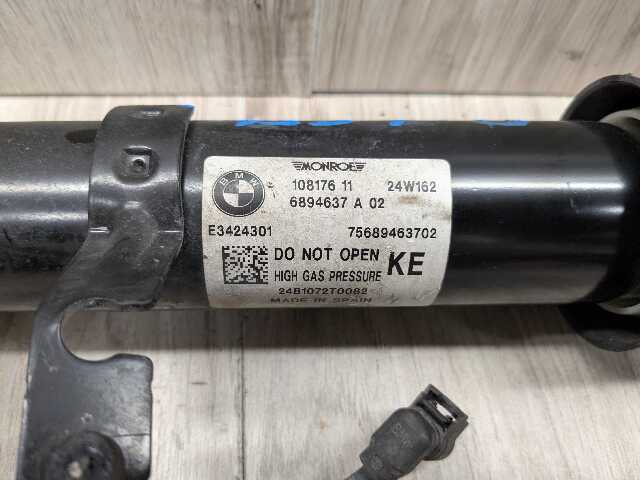 MONROE
BMW
108176 11 24W162
6894637 A 02
E3424301 75689463702
DO NOT OPEN KE
HIGH GAS PRESSURE
24B1072T0082
MADE IN SPAIN